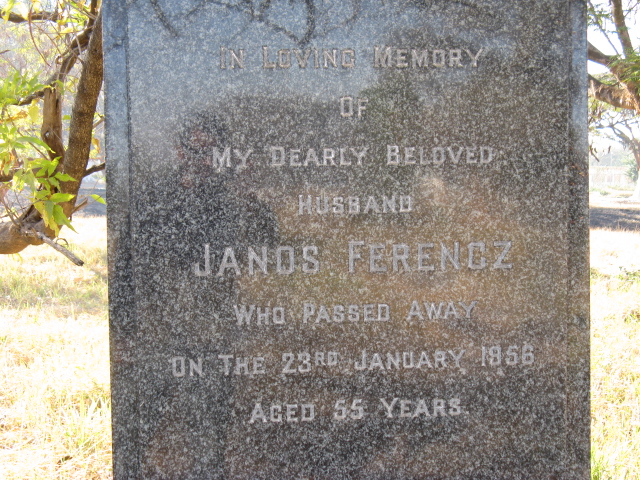 In Loving Memory
Of
My Dearly Beloved
Husband
Janos Ferencz
Who Passed Away
On The 23rd January 1956
Aged 55 Years.